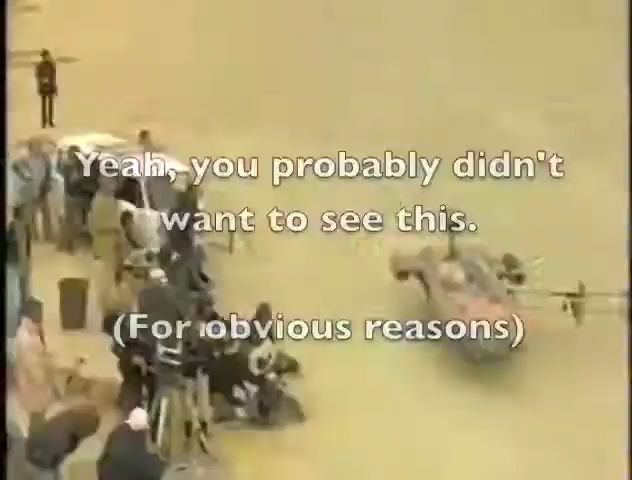 Yeah, you probably didn't
want to see this.
(For obvious reasons)